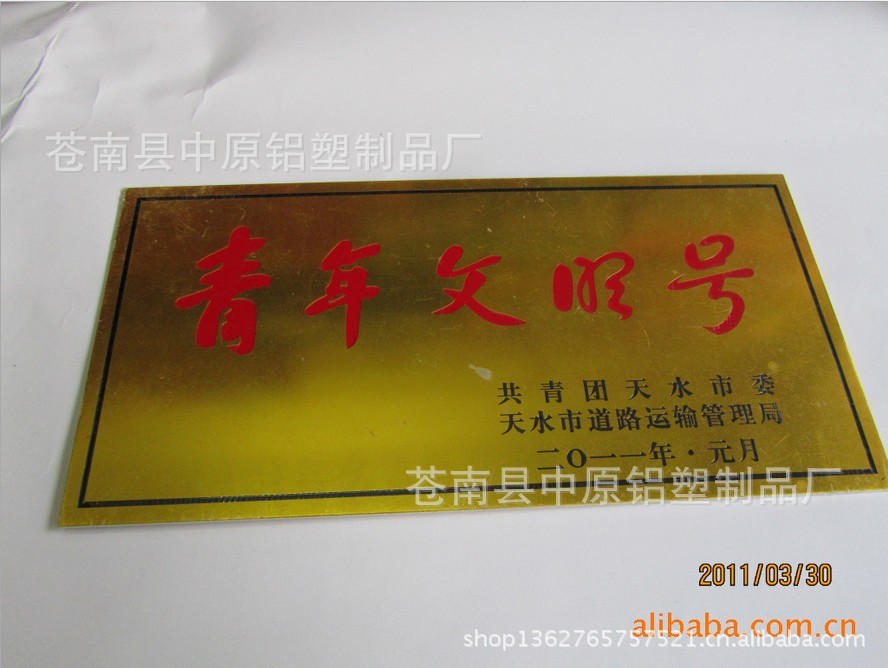 苍南县中原铝塑制品厂
青年文明号
共青团天水市委
天水市道路运输管理局
二〇一一年·元月
苍南县中原铝塑制品厂
2011/03/30
alibaba.com.cn
shop1362765757521.cn.alibaba.com